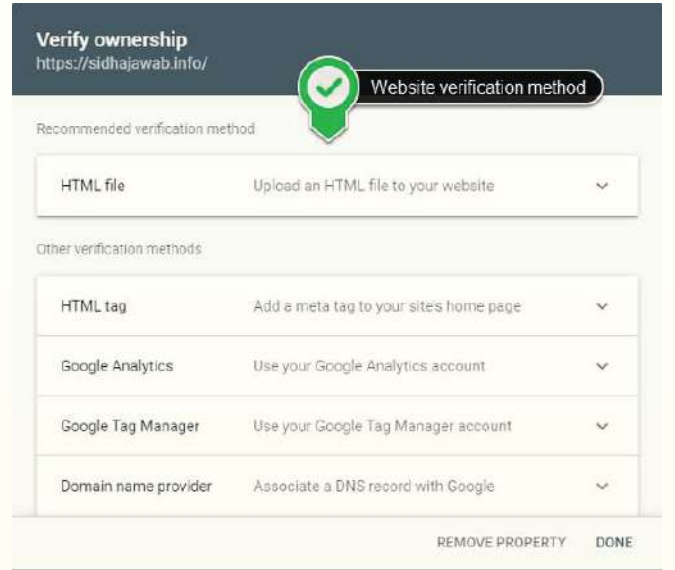 Verify ownership
https://sidhajawab.info/
Website verification method
Recommended verification method
HTML file Upload an HTML file to your website
Other verification methods
HTML tag Add a meta tag to your site's home page
Google Analytics Use your Google Analytics account
Google Tag Manager Use your Google Tag Manager account
Domain name provider Associate a DNS record with Google
REMOVE PROPERTY DONE